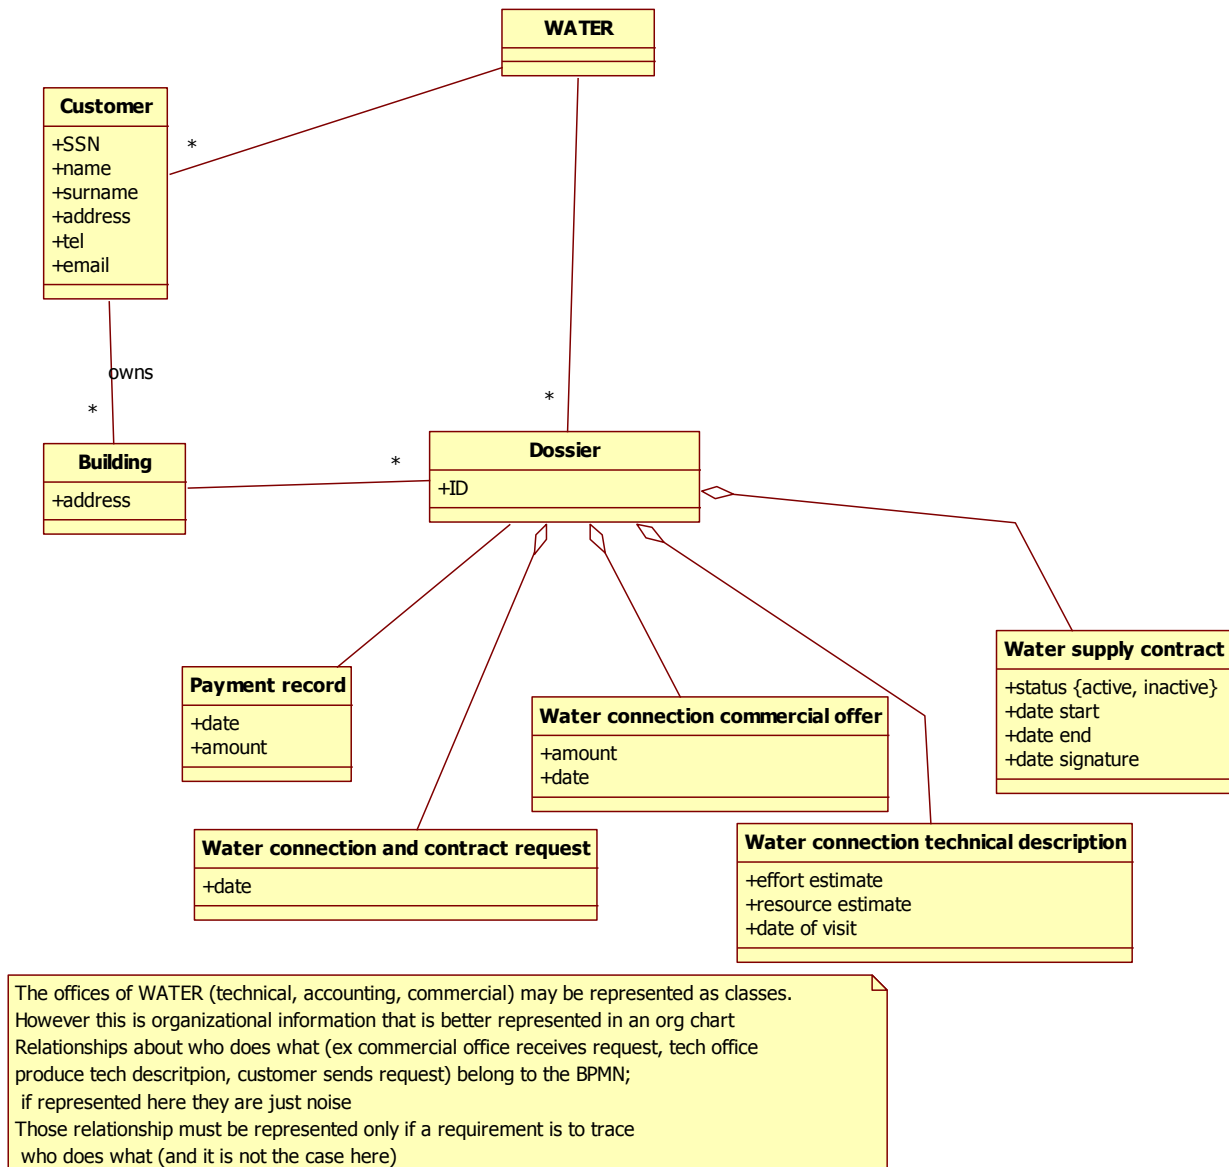 WATER
Customer
+SSN
+name
+surname
+address
+tel
+email
*
owns
*
*
*
Building
+address
Dossier
+ID
Payment record
+date
+amount
Water connection commercial offer
+amount
+date
Water supply contract
+status {active, inactive}
+date start
+date end
+date signature
Water connection and contract request
+date
Water connection technical description
+effort estimate
+resource estimate
+date of visit
The offices of WATER (technical, accounting, commercial) may be represented as classes.
However this is organizational information that is better represented in an org chart
Relationships about who does what (ex commercial office receives request, tech office
produce tech descritpion, customer sends request) belong to the BPMN;
if represented here they are just noise
Those relationship must be represented only if a requirement is to trace
who does what (and it is not the case here)